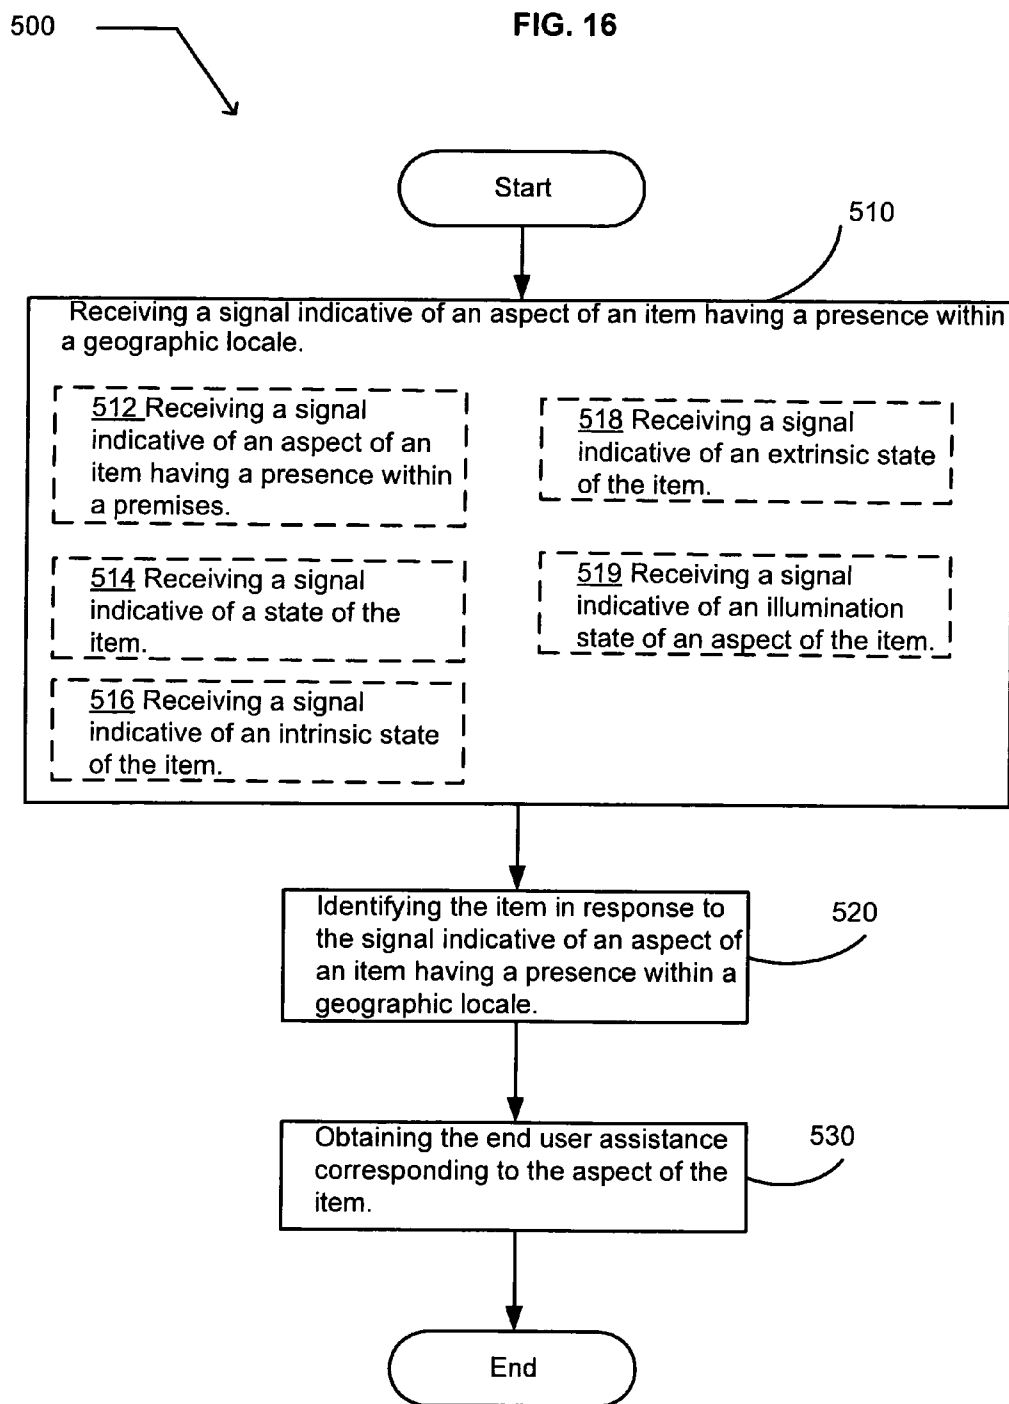 500
FIG. 16
Start
510
Receiving a signal indicative of an aspect of an item having a presence within
a geographic locale.
512 Receiving a signal
indicative of an aspect of an
item having a presence within
a premises.
514 Receiving a signal
indicative of a state of the
item.
516 Receiving a signal
indicative of an intrinsic state
of the item.
518 Receiving a signal
indicative of an extrinsic state
of the item.
519 Receiving a signal
indicative of an illumination
state of an aspect of the item.
Identifying the item in response to
the signal indicative of an aspect of
an item having a presence within a
geographic locale.
520
Obtaining the end user assistance
corresponding to the aspect of the
item.
530
End